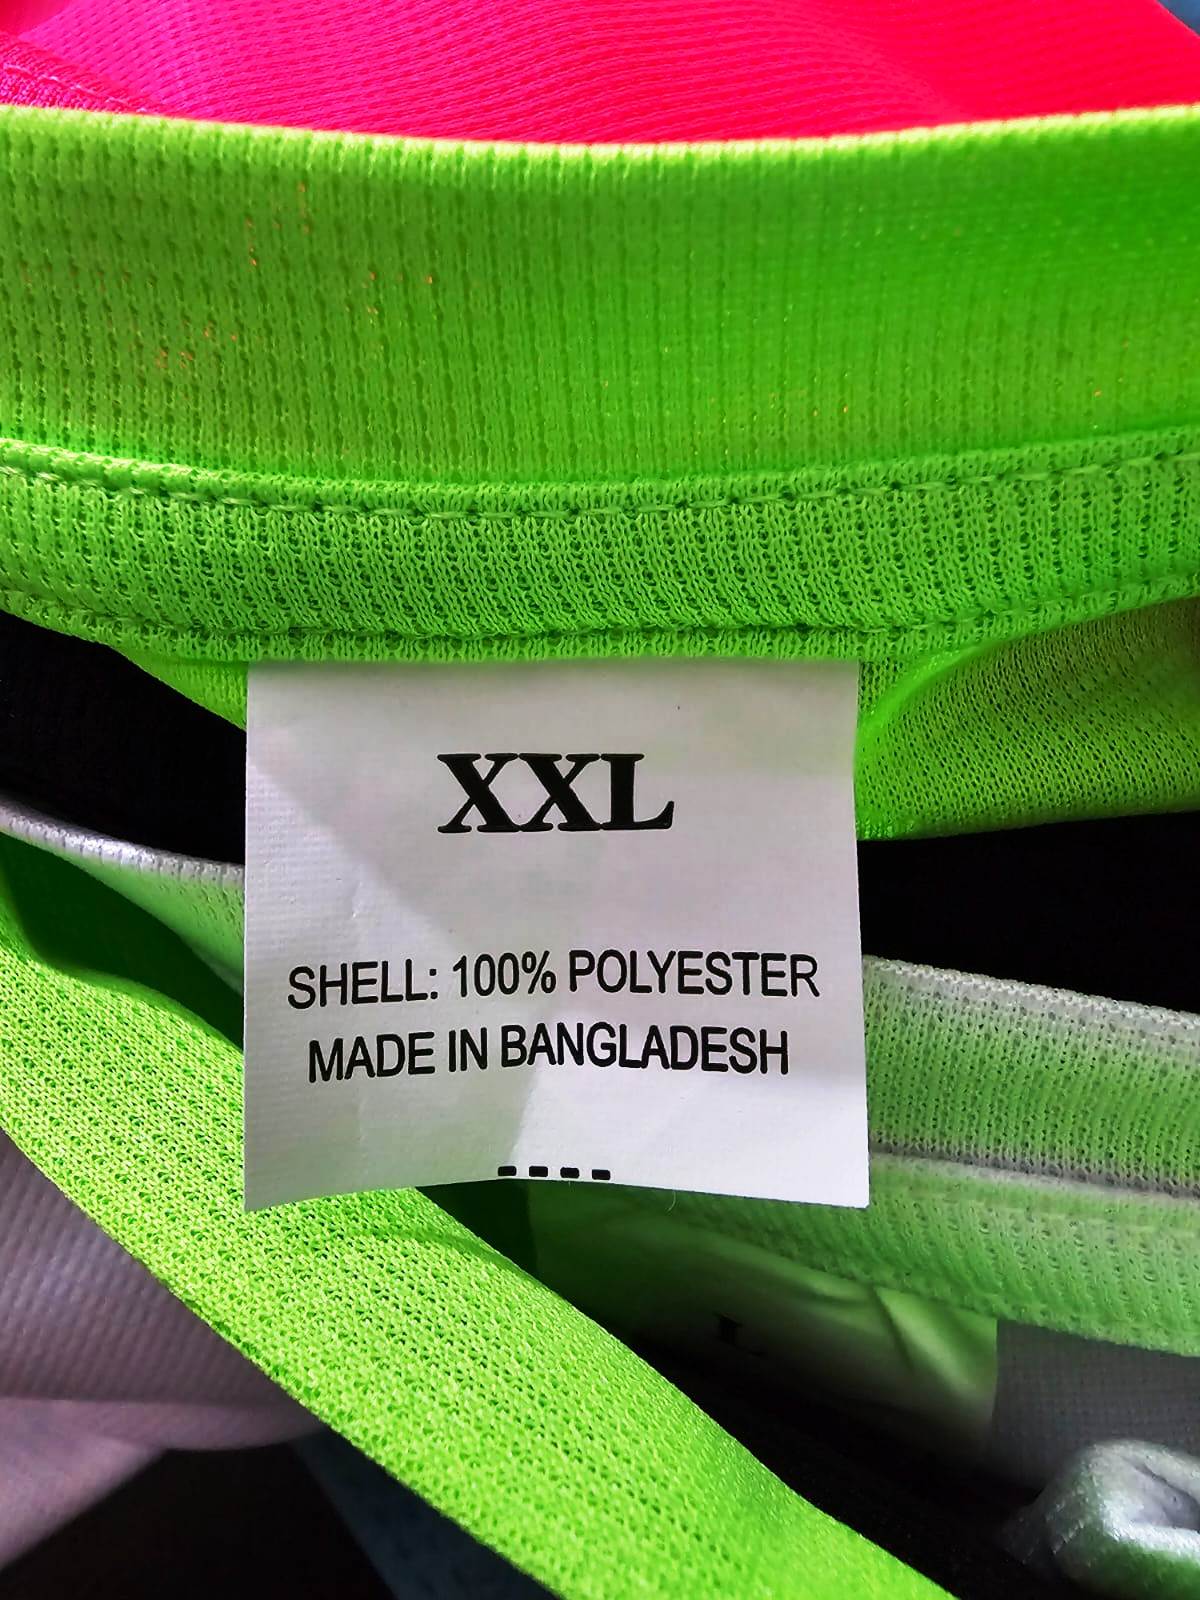 XXL
SHELL: 100% POLYESTER
MADE IN BANGLADESH